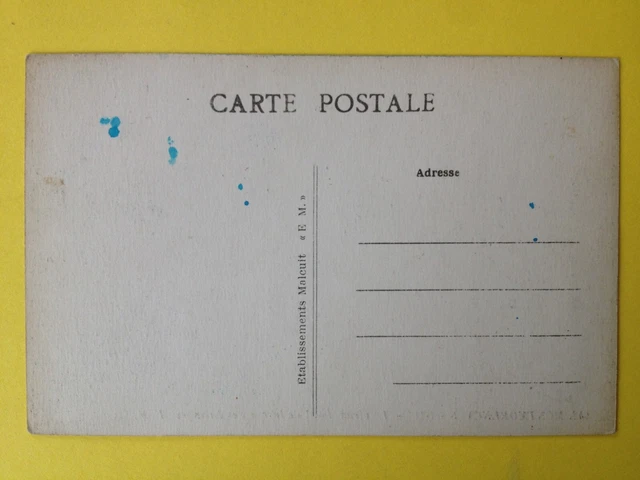 CARTE POSTALE
Adresse
Etablissements Malcuit « E M. »